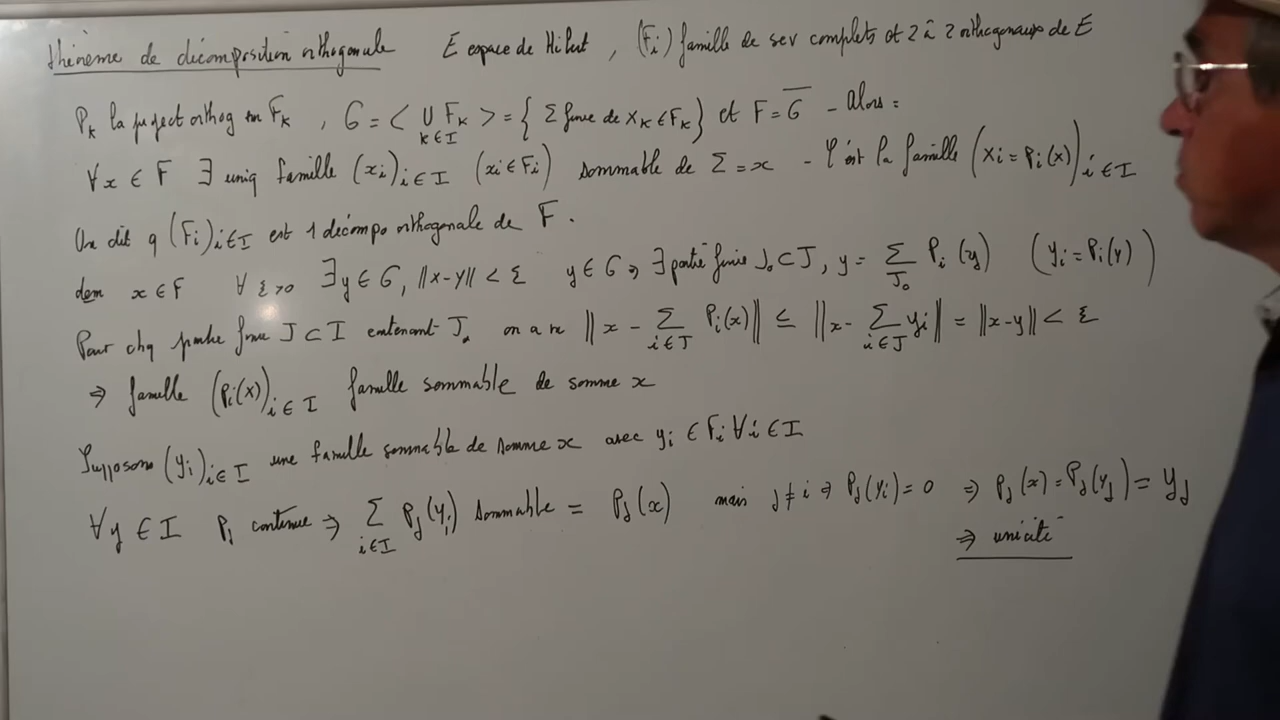 théorème de décomposition orthogonale E espace de Hilbert, (Fi) famille de sev complets et 2 à 2 orthogonaux de E
Pk la project orthog sur Fk, G = < ∪_{k∈I} Fk > = { Σ finie de xk ∈ Fk } et F = G̅ - Alors :
∀x ∈ F ∃ uniq famille (xi)_{i∈I} (xi ∈ Fi) sommable de Σ = x - C'est la famille (xi = Pi(x))_{i∈I}
On dit q (Fi)_{i∈I} est 1 décompo orthogonale de F.
dem x ∈ F ∀ε>0 ∃y ∈ G, ||x-y|| < ε y ∈ G ⇒ ∃ partie finie J₀ ⊂ J, y = Σ_{J₀} Pi(y) (yi = Pi(y))
Pour chq partie finie J ⊂ I contenant J₀ on a ||x - Σ_{i∈J} Pi(x)|| ≤ ||x - Σ_{i∈J} yi|| = ||x-y|| < ε
⇒ famille (Pi(x))_{i∈I} famille sommable de somme x
Supposons (yi)_{i∈I} une famille sommable de somme x avec yi ∈ Fi ∀i ∈ I
∀j ∈ I Pj continue ⇒ Σ_{i∈I} Pj(yi) sommable = Pj(x) mais j ≠ i ⇒ Pj(yi) = 0 ⇒ Pj(x) = Pj(yj) = yj
⇒ unicité